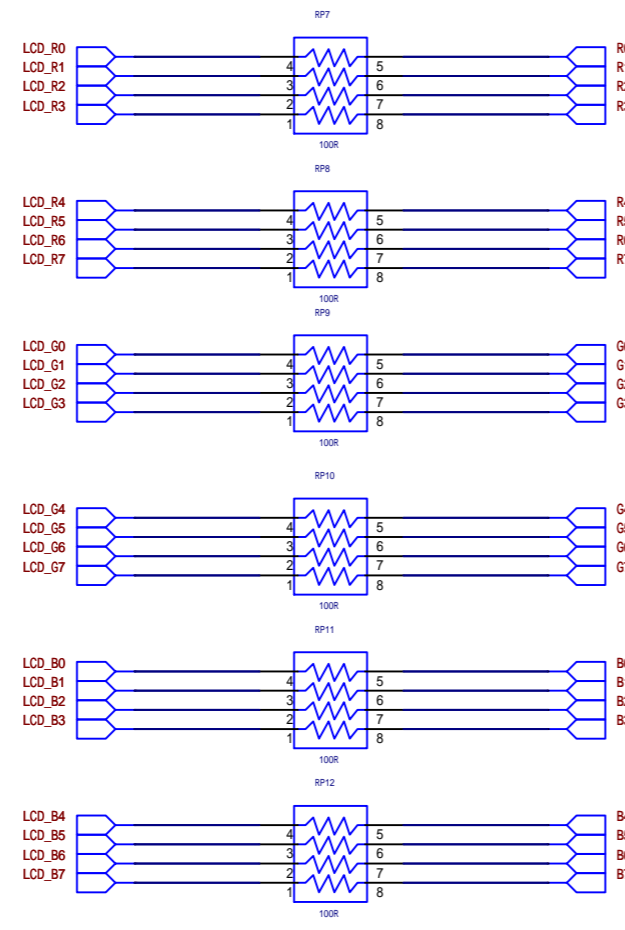 RP7
LCD_R0
LCD_R1
4 5
LCD_R2
3 6
LCD_R3
2 7
1 8
100R
RP8
LCD_R4
LCD_R5
4 5
LCD_R6
3 6
LCD_R7
2 7
1 8
100R
RP9
LCD_G0
LCD_G1
4 5
LCD_G2
3 6
LCD_G3
2 7
1 8
100R
RP10
LCD_G4
LCD_G5
4 5
LCD_G6
3 6
LCD_G7
2 7
1 8
100R
RP11
LCD_B0
LCD_B1
4 5
LCD_B2
3 6
LCD_B3
2 7
1 8
100R
RP12
LCD_B4
LCD_B5
4 5
LCD_B6
3 6
LCD_B7
2 7
1 8
100R